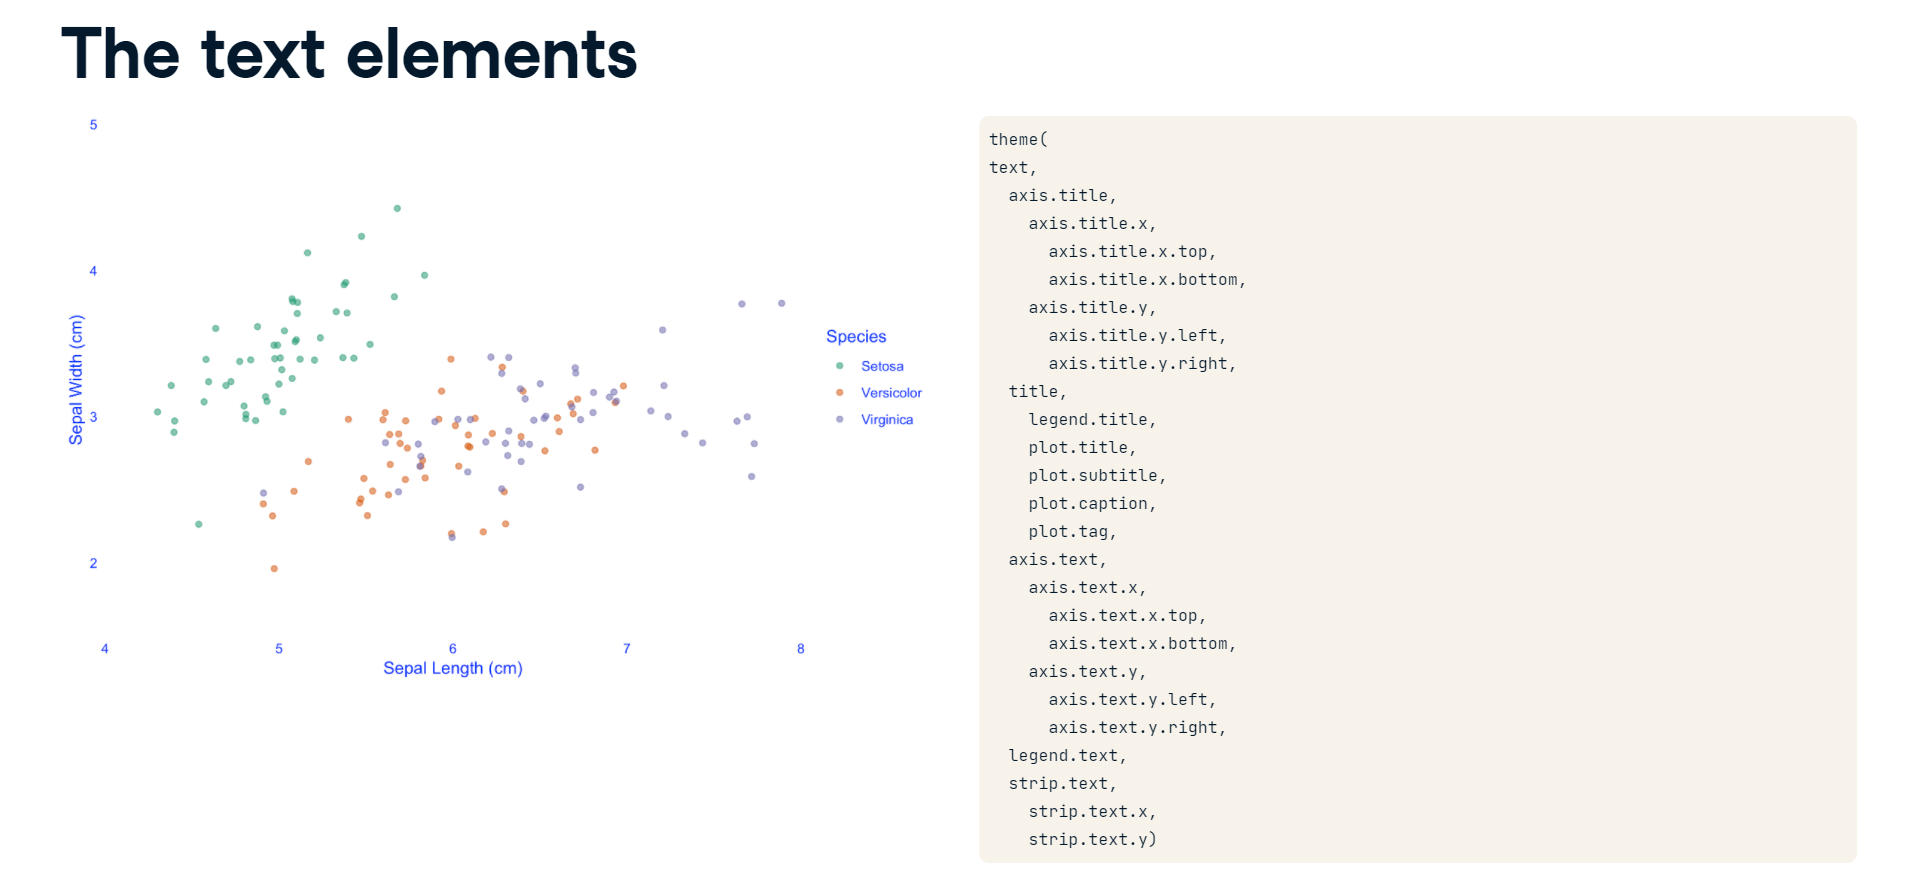 The text elements
5
4
3
2
Sepal Width (cm)
4 5 6 7 8
Sepal Length (cm)
Species
Setosa
Versicolor
Virginica
theme(
text,
  axis.title,
    axis.title.x,
      axis.title.x.top,
      axis.title.x.bottom,
    axis.title.y,
      axis.title.y.left,
      axis.title.y.right,
  title,
    legend.title,
    plot.title,
    plot.subtitle,
    plot.caption,
    plot.tag,
  axis.text,
    axis.text.x,
      axis.text.x.top,
      axis.text.x.bottom,
    axis.text.y,
      axis.text.y.left,
      axis.text.y.right,
  legend.text,
  strip.text,
    strip.text.x,
    strip.text.y)